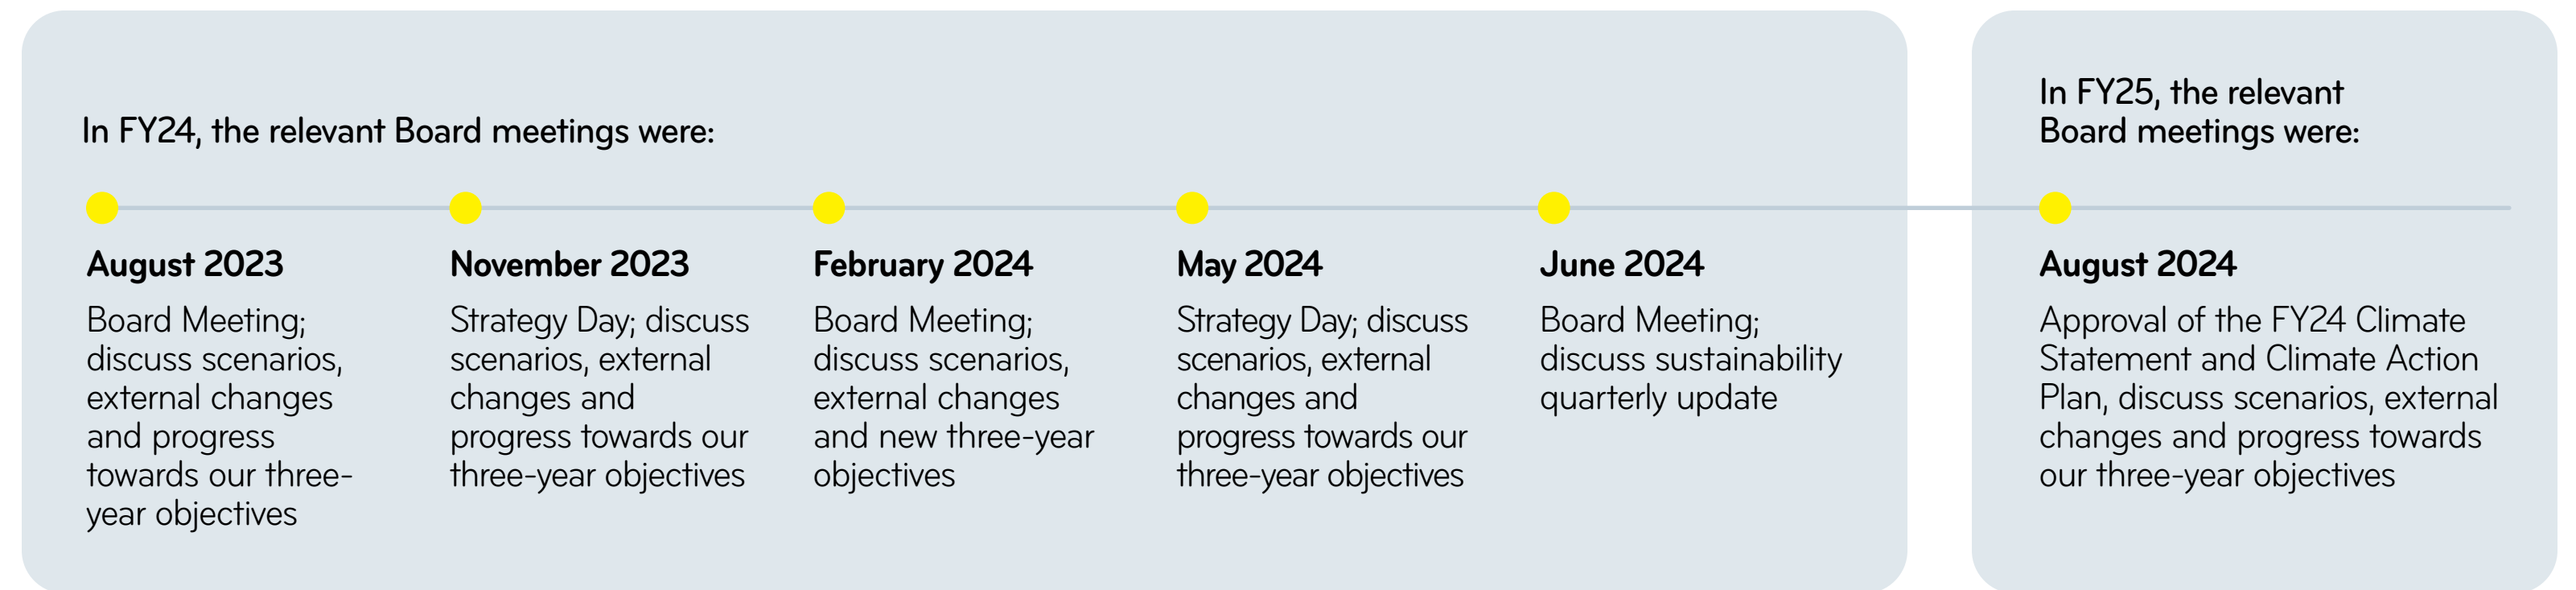 In FY24, the relevant Board meetings were:
August 2023
Board Meeting;
discuss scenarios,
external changes
and progress
towards our three-
year objectives
November 2023
Strategy Day; discuss
scenarios, external
changes and
progress towards our
three-year objectives
February 2024
Board Meeting;
discuss scenarios,
external changes
and new three-year
objectives
May 2024
Strategy Day; discuss
scenarios, external
changes and
progress towards our
three-year objectives
June 2024
Board Meeting;
discuss sustainability
quarterly update
In FY25, the relevant
Board meetings were:
August 2024
Approval of the FY24 Climate
Statement and Climate Action
Plan, discuss scenarios, external
changes and progress towards
our three-year objectives